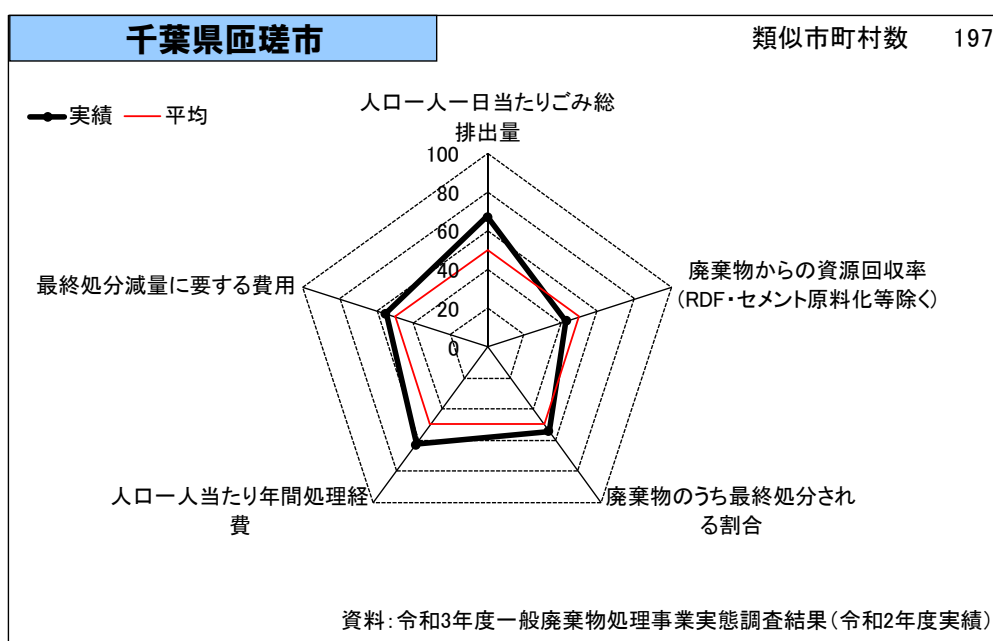 千葉県匝瑳市
類似市町村数 197
実績 平均
人口一人一日当たりごみ総
排出量
100
80
60
40
20
0
廃棄物からの資源回収率
(RDF・セメント原料化等除く)
最終処分減量に要する費用
人口一人当たり年間処理経
費
廃棄物のうち最終処分され
る割合
資料:令和3年度一般廃棄物処理事業実態調査結果(令和2年度実績)